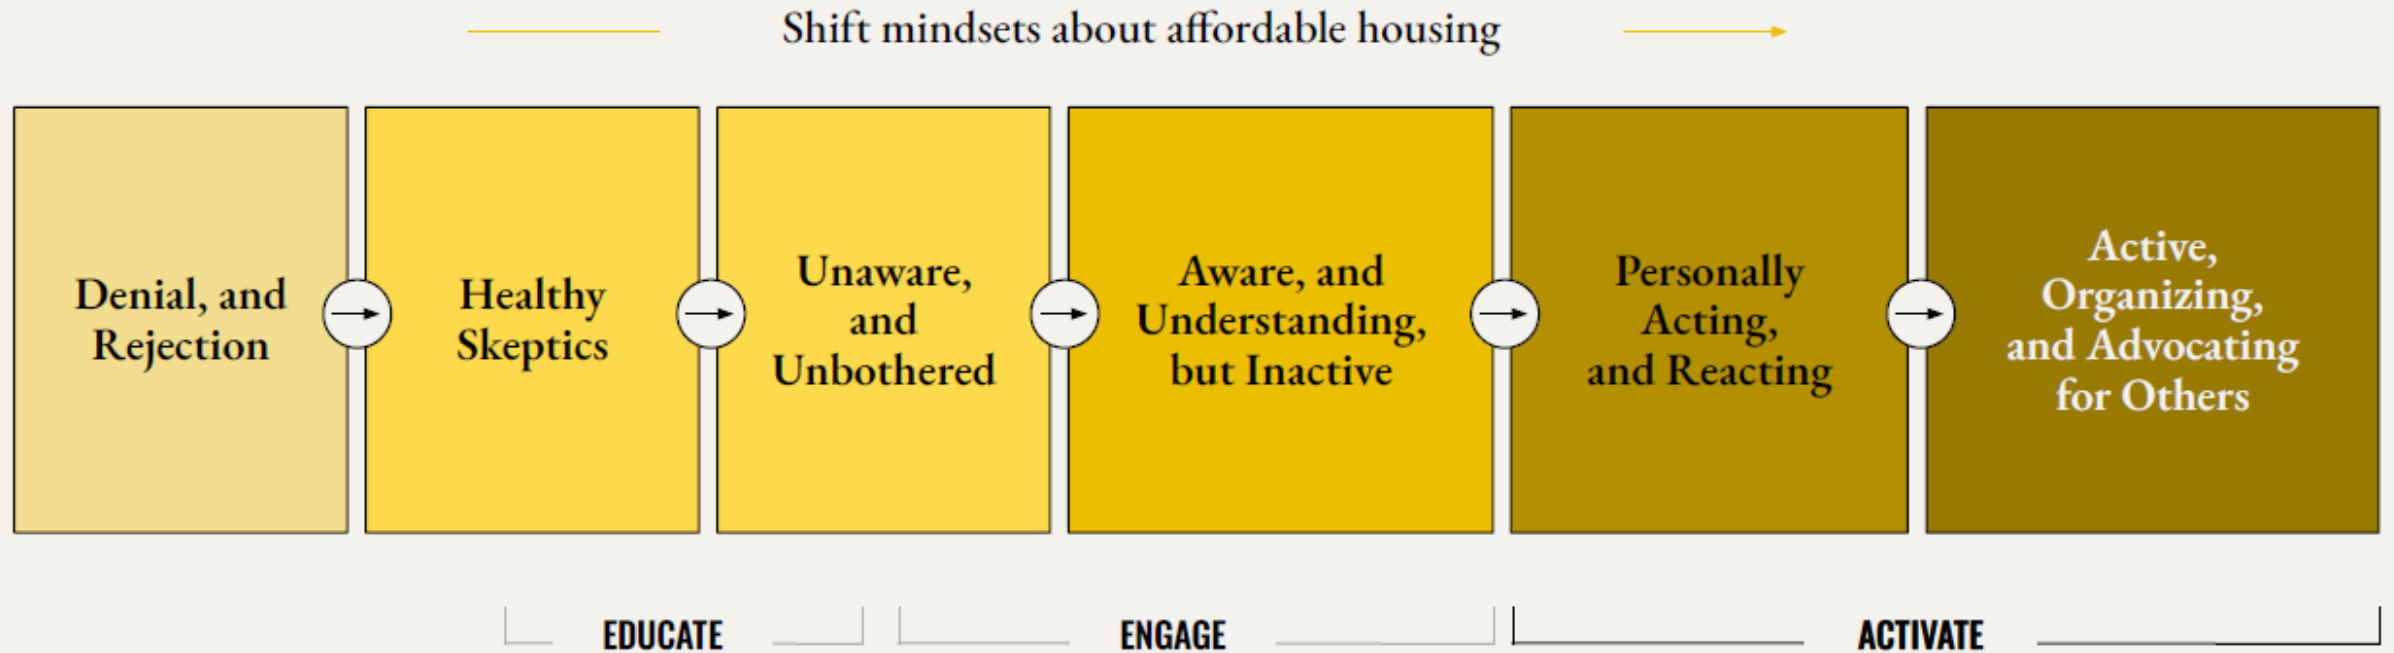 Shift mindsets about affordable housing
Denial, and
Rejection
Healthy
Skeptics
Unaware,
and
Unbothered
Aware, and
Understanding,
but Inactive
Personally
Acting,
and Reacting
Active,
Organizing,
and Advocating
for Others
EDUCATE
ENGAGE
ACTIVATE